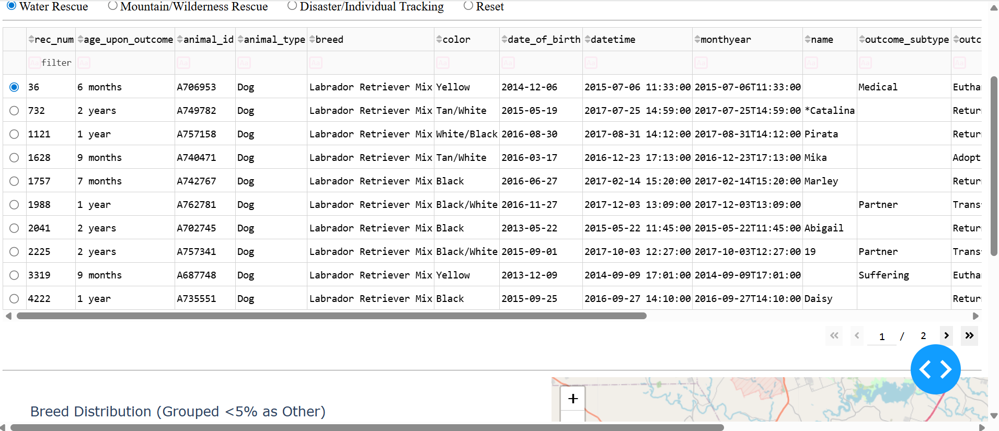 Water Rescue Mountain/Wilderness Rescue Disaster/Individual Tracking Reset
rec_num age_upon_outcome animal_id animal_type breed color date_of_birth datetime monthyear name outcome_subtype outc
Aa filter Aa Aa Aa Aa Aa Aa Aa Aa Aa Aa Aa
36 6 months A706953 Dog Labrador Retriever Mix Yellow 2014-12-06 2015-07-06 11:33:00 2015-07-06T11:33:00 Medical Eutha
732 2 years A749782 Dog Labrador Retriever Mix Tan/White 2015-05-19 2017-07-25 14:59:00 2017-07-25T14:59:00 *Catalina Retur
1121 1 year A757158 Dog Labrador Retriever Mix White/Black 2016-08-30 2017-08-31 14:12:00 2017-08-31T14:12:00 Pirata Retur
1628 9 months A740471 Dog Labrador Retriever Mix Tan/White 2016-03-17 2016-12-23 17:13:00 2016-12-23T17:13:00 Mika Adopt
1757 7 months A742767 Dog Labrador Retriever Mix Black 2016-06-27 2017-02-14 15:20:00 2017-02-14T15:20:00 Marley Retur
1988 1 year A762781 Dog Labrador Retriever Mix Black/White 2016-11-27 2017-12-03 13:09:00 2017-12-03T13:09:00 Partner Trans
2041 2 years A702745 Dog Labrador Retriever Mix Black 2013-05-22 2015-05-22 11:45:00 2015-05-22T11:45:00 Abigail Retur
2225 2 years A757341 Dog Labrador Retriever Mix Black/White 2015-09-01 2017-10-03 12:27:00 2017-10-03T12:27:00 19 Partner Trans
3319 9 months A687748 Dog Labrador Retriever Mix Yellow 2013-12-09 2014-09-09 17:01:00 2014-09-09T17:01:00 Suffering Eutha
4222 1 year A735551 Dog Labrador Retriever Mix Black 2015-09-25 2016-09-27 14:10:00 2016-09-27T14:10:00 Daisy Retur
1 / 2
+
Breed Distribution (Grouped <5% as Other)